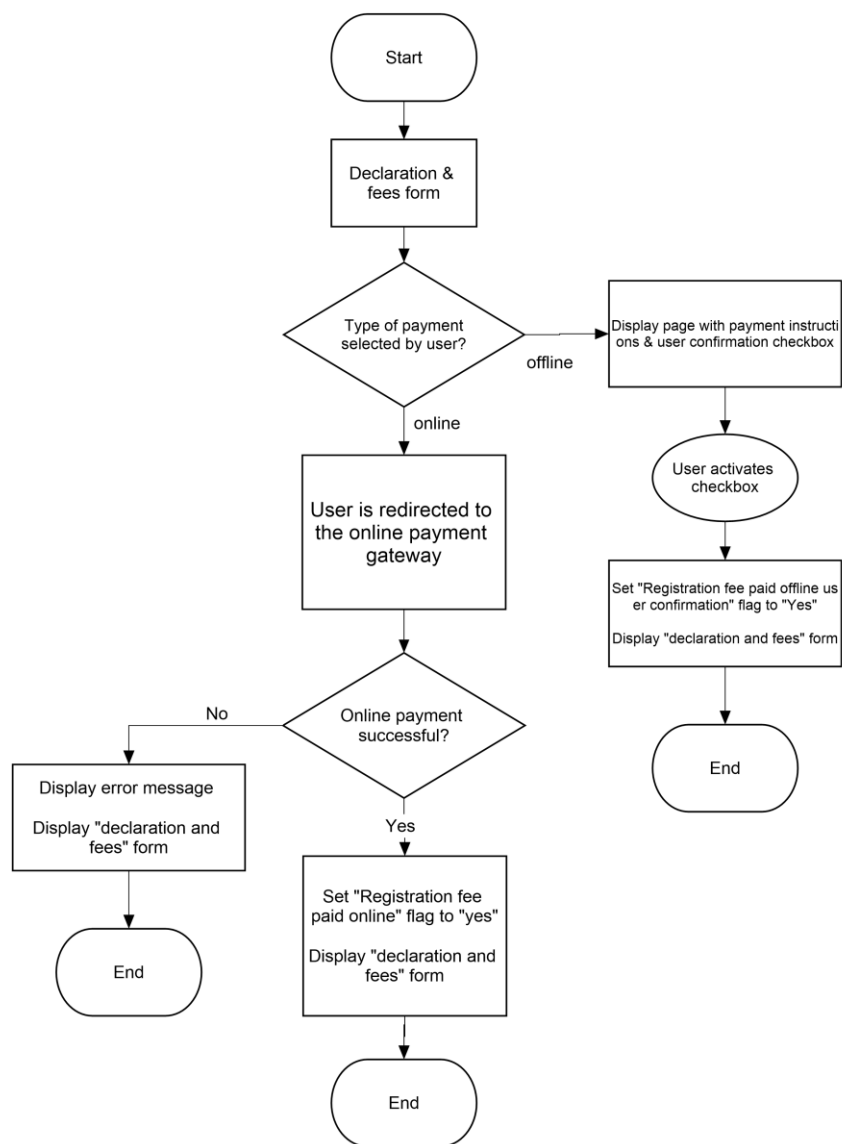 Start
Declaration &
fees form
Type of payment
selected by user?
offline
Display page with payment instructi
ons & user confirmation checkbox
online
User activates
checkbox
User is redirected to
the online payment
gateway
Set "Registration fee paid offline us
er confirmation" flag to "Yes"
Display "declaration and fees" form
No
Online payment
successful?
End
Display error message
Display "declaration and
fees" form
Yes
Set "Registration fee
paid online" flag to "yes"
Display "declaration and
fees" form
End
End